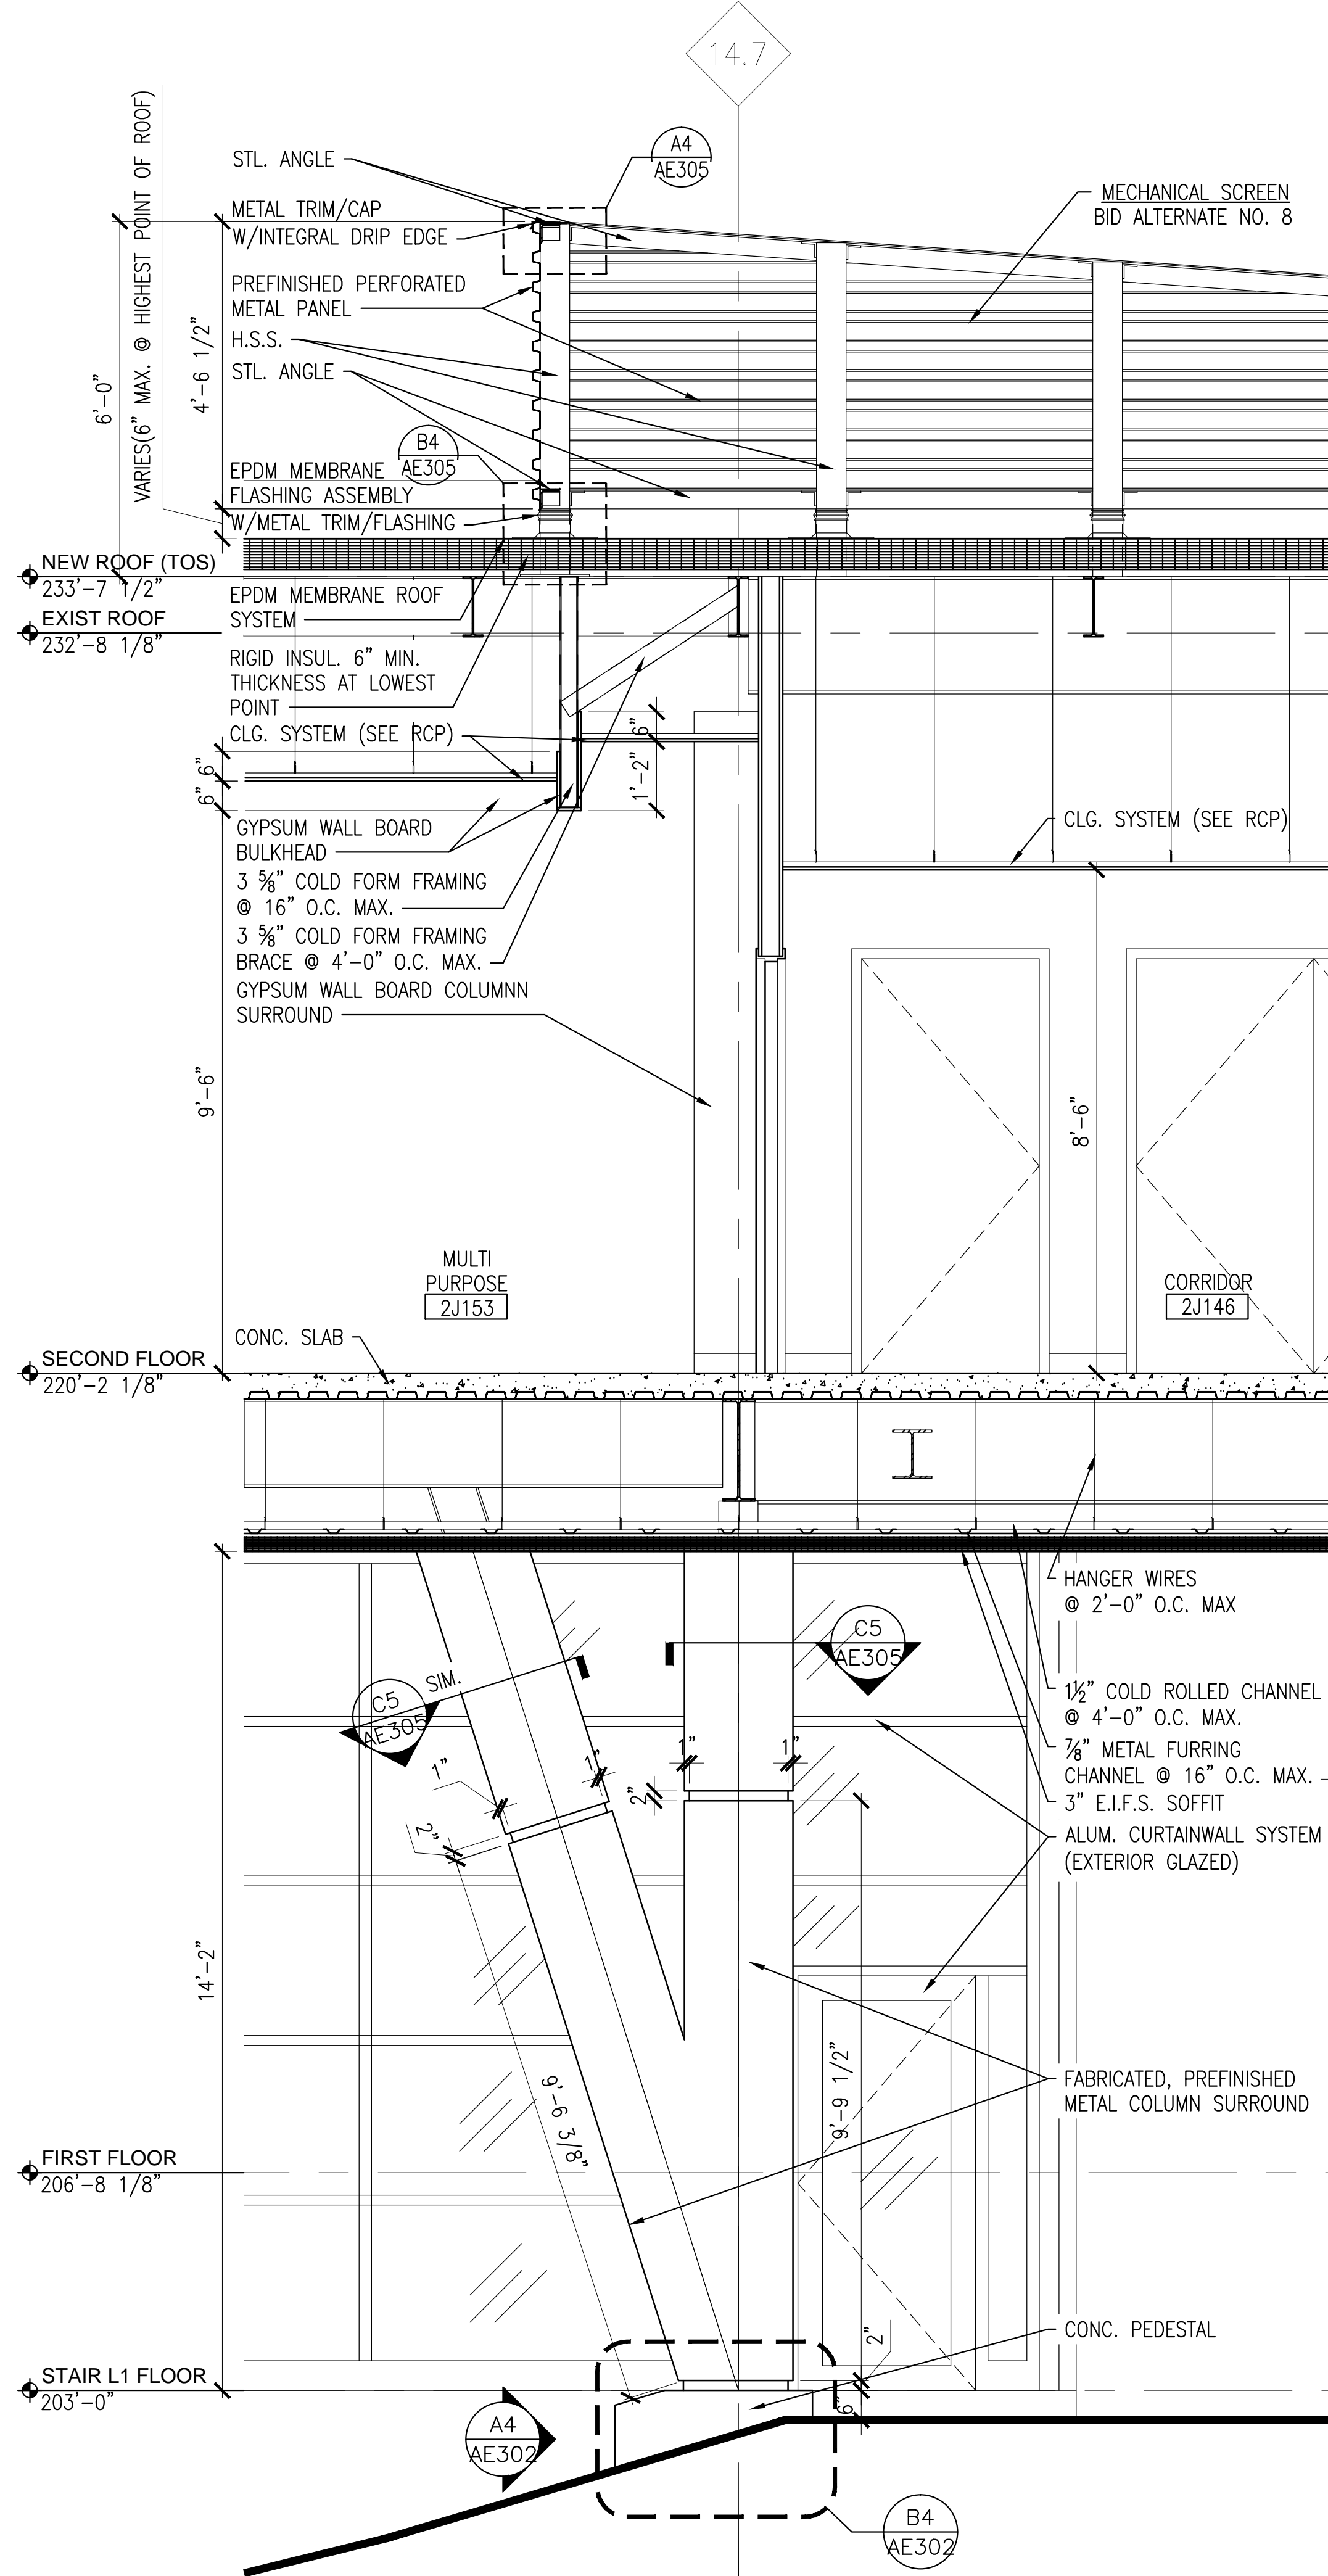 14.7
A4
AE305
STL. ANGLE
METAL TRIM/CAP
W/INTEGRAL DRIP EDGE
MECHANICAL SCREEN
BID ALTERNATE NO. 8
VARIES(6" MAX. @ HIGHEST POINT OF ROOF)
6'-0"
4'-6 1/2"
PREFINISHED PERFORATED
METAL PANEL
H.S.S.
STL. ANGLE
B4
AE305
EPDM MEMBRANE
FLASHING ASSEMBLY
W/METAL TRIM/FLASHING
NEW ROOF (TOS)
233'-7 1/2"
EPDM MEMBRANE ROOF
SYSTEM
EXIST ROOF
232'-8 1/8"
RIGID INSUL. 6" MIN.
THICKNESS AT LOWEST
POINT
CLG. SYSTEM (SEE RCP)
6"
1'-2"
6"
6"
CLG. SYSTEM (SEE RCP)
GYPSUM WALL BOARD
BULKHEAD
3 ⅝" COLD FORM FRAMING
@ 16" O.C. MAX.
3 ⅝" COLD FORM FRAMING
BRACE @ 4'-0" O.C. MAX.
GYPSUM WALL BOARD COLUMNN
SURROUND
9'-6"
8'-6"
MULTI
PURPOSE
2J153
CORRIDOR
2J146
CONC. SLAB
SECOND FLOOR
220'-2 1/8"
HANGER WIRES
@ 2'-0" O.C. MAX
C5
AE305
C5
AE305
SIM.
1½" COLD ROLLED CHANNEL
@ 4'-0" O.C. MAX.
⅞" METAL FURRING
CHANNEL @ 16" O.C. MAX.
3" E.I.F.S. SOFFIT
ALUM. CURTAINWALL SYSTEM
(EXTERIOR GLAZED)
1"
1"
1"
1"
2"
2"
14'-2"
9'-6 3/8"
9'-9 1/2"
FABRICATED, PREFINISHED
METAL COLUMN SURROUND
FIRST FLOOR
206'-8 1/8"
CONC. PEDESTAL
2"
6"
STAIR L1 FLOOR
203'-0"
A4
AE302
B4
AE302